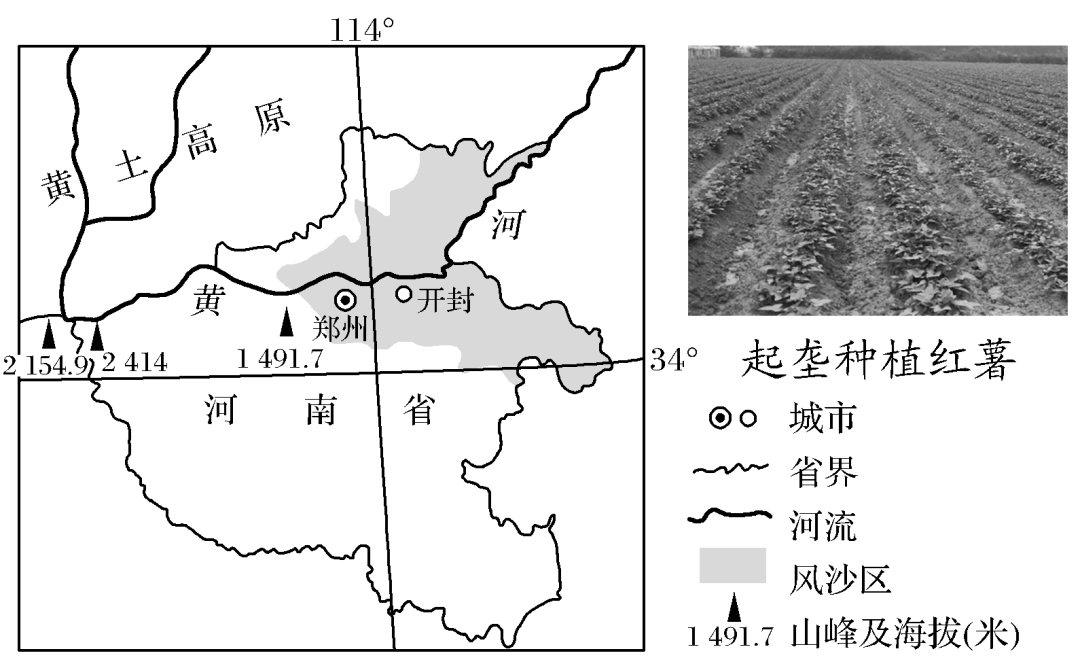 114°
黄土高原
河
黄
开封
郑州
2 154.9
2 414
1 491.7
34°
河南省
起垄种植红薯
城市
省界
河流
风沙区
1 491.7 山峰及海拔(米)